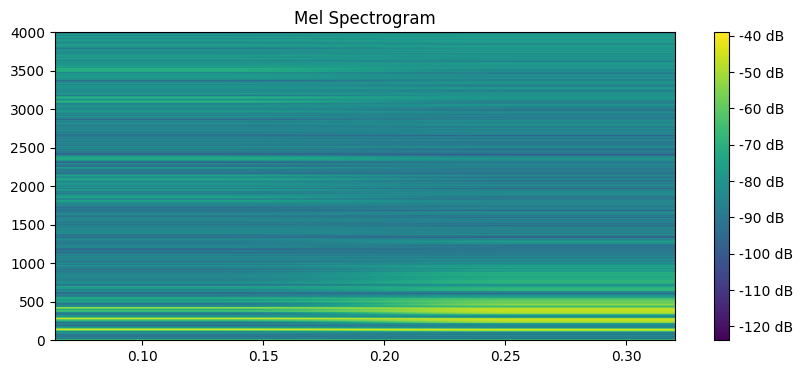 Mel Spectrogram
4000
3500
3000
2500
2000
1500
1000
500
0
0.10
0.15
0.20
0.25
0.30
-40 dB
-50 dB
-60 dB
-70 dB
-80 dB
-90 dB
-100 dB
-110 dB
-120 dB